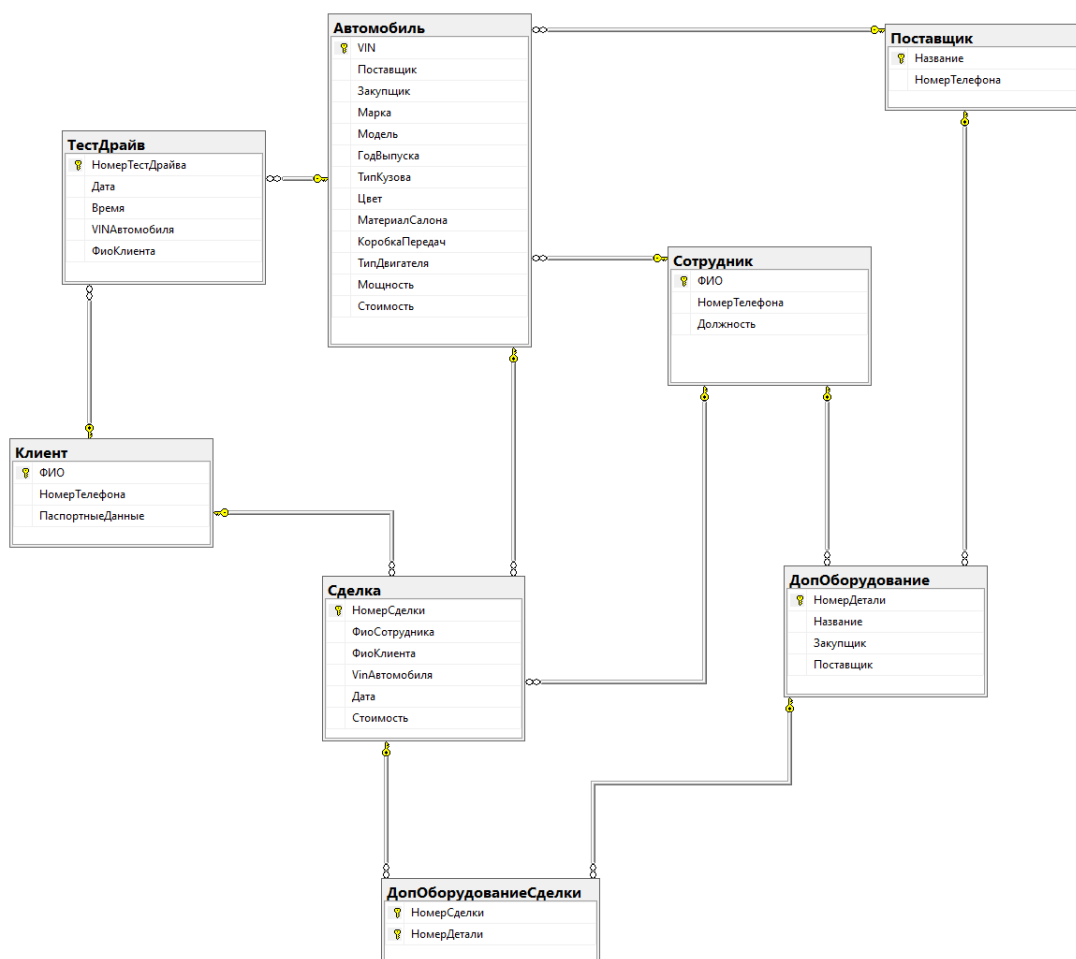 Автомобиль
VIN
Поставщик
Закупщик
Марка
Модель
ГодВыпуска
ТипКузова
Цвет
МатериалСалона
КоробкаПередач
ТипДвигателя
Мощность
Стоимость
Поставщик
Название
НомерТелефона
ТестДрайв
НомерТестДрайва
Дата
Время
VINАвтомобиля
ФиоКлиента
Сотрудник
ФИО
НомерТелефона
Должность
Клиент
ФИО
НомерТелефона
ПаспортныеДанные
Сделка
НомерСделки
ФиоСотрудника
ФиоКлиента
VinАвтомобиля
Дата
Стоимость
ДопОборудование
НомерДетали
Название
Закупщик
Поставщик
ДопОборудованиеСделки
НомерСделки
НомерДетали